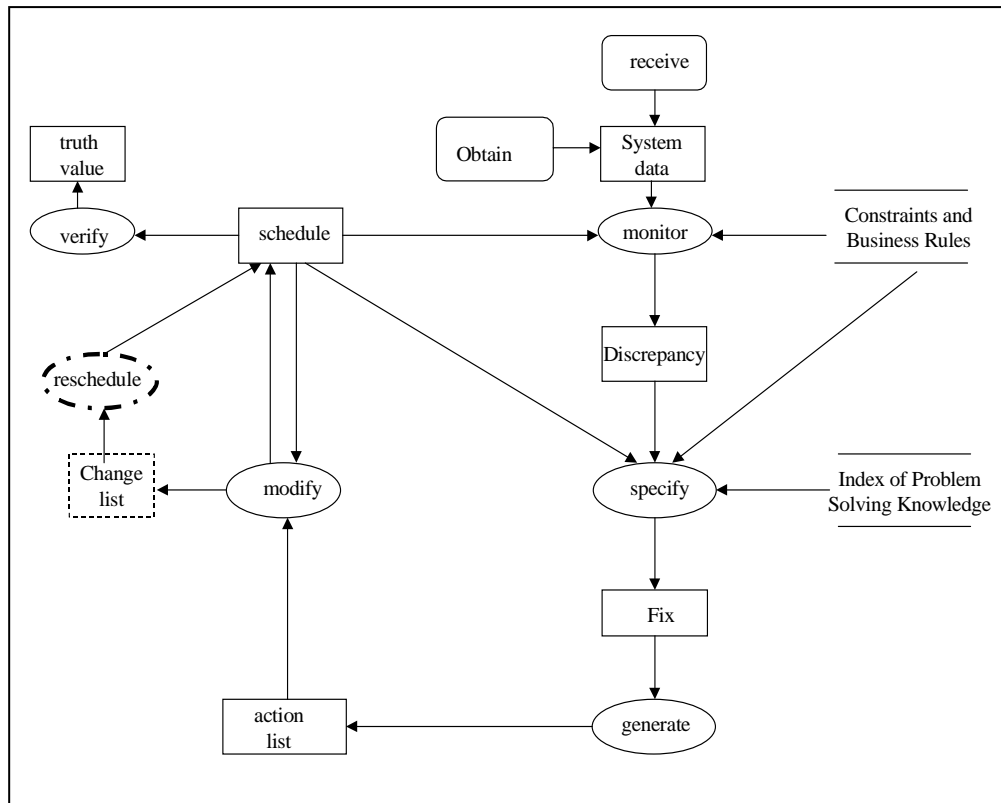 receive
truth
value
Obtain
System
data
verify
schedule
monitor
Constraints and
Business Rules
Discrepancy
reschedule
Change
list
modify
specify
Index of Problem
Solving Knowledge
Fix
action
list
generate